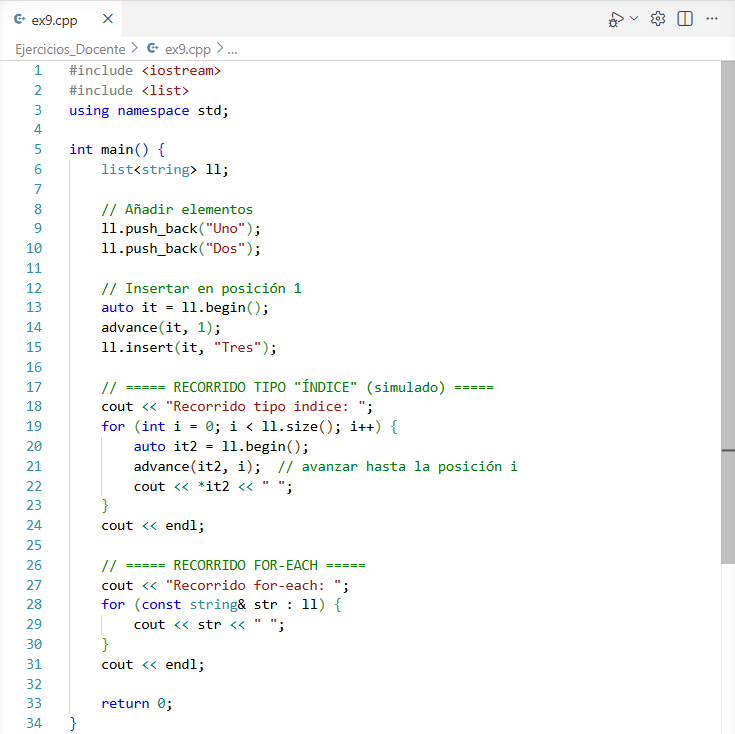 ex9.cpp
Ejercicios_Docente > ex9.cpp > ...
1 #include <iostream>
2 #include <list>
3 using namespace std;
4
5 int main() {
6     list<string> ll;
7
8     // Añadir elementos
9     ll.push_back("Uno");
10     ll.push_back("Dos");
11
12     // Insertar en posición 1
13     auto it = ll.begin();
14     advance(it, 1);
15     ll.insert(it, "Tres");
16
17     // ===== RECORRIDO TIPO "ÍNDICE" (simulado) =====
18     cout << "Recorrido tipo indice: ";
19     for (int i = 0; i < ll.size(); i++) {
20         auto it2 = ll.begin();
21         advance(it2, i);  // avanzar hasta la posición i
22         cout << *it2 << " ";
23     }
24     cout << endl;
25
26     // ===== RECORRIDO FOR-EACH =====
27     cout << "Recorrido for-each: ";
28     for (const string& str : ll) {
29         cout << str << " ";
30     }
31     cout << endl;
32
33     return 0;
34 }